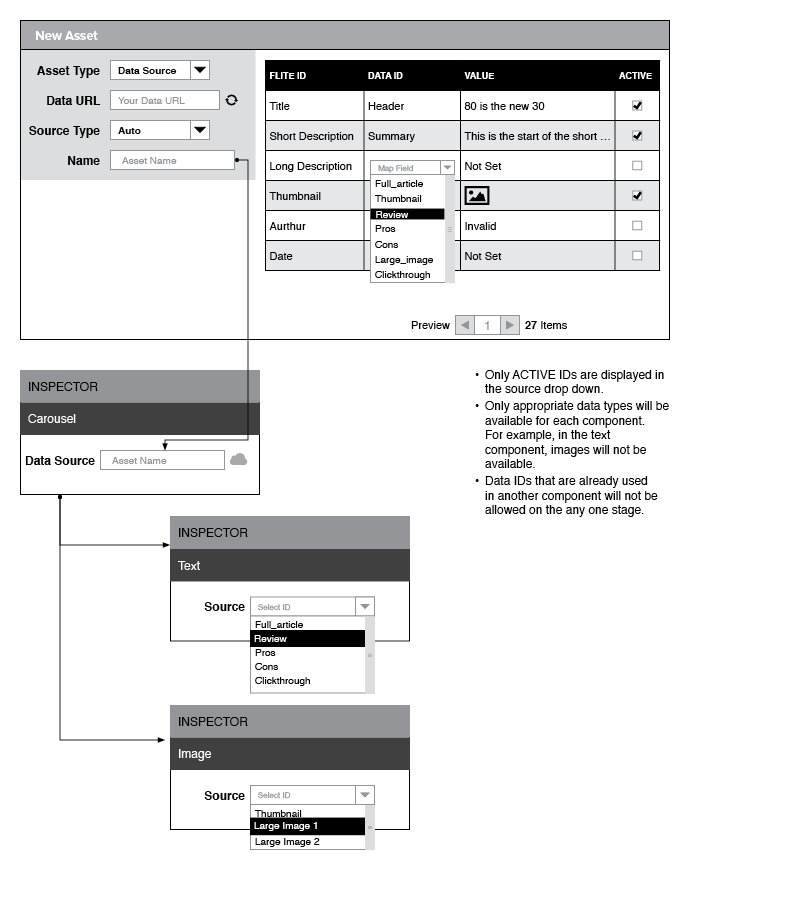 New Asset
Asset Type Data Source
Data URL Your Data URL
Source Type Auto
Name Asset Name
FLITE ID DATA ID VALUE ACTIVE
Title Header 80 is the new 30
Short Description Summary This is the start of the short ...
Long Description Map Field Not Set
Full_article
Thumbnail Thumbnail
Review
Aurthur Pros Invalid
Cons
Date Large_image Not Set
Clickthrough
Preview 1 27 Items
INSPECTOR
Carousel
Data Source Asset Name
• Only ACTIVE IDs are displayed in
the source drop down.
• Only appropriate data types will be
available for each component.
For example, in the text
component, images will not be
available.
• Data IDs that are already used
in another component will not be
allowed on the any one stage.
INSPECTOR
Text
Source Select ID
Full_article
Review
Pros
Cons
Clickthrough
INSPECTOR
Image
Source Select ID
Thumbnail
Large Image 1
Large Image 2